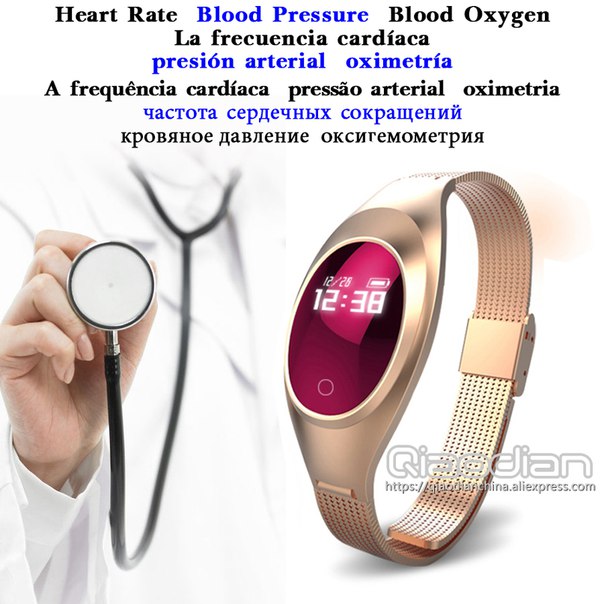 Heart Rate Blood Pressure Blood Oxygen
La frecuencia cardíaca
presión arterial oximetría
A frequência cardíaca pressão arterial oximetria
частота сердечных сокращений
кровяное давление оксигемометрия
12/26
12:38
Qiaodian
https://qiaodianchina.aliexpress.com